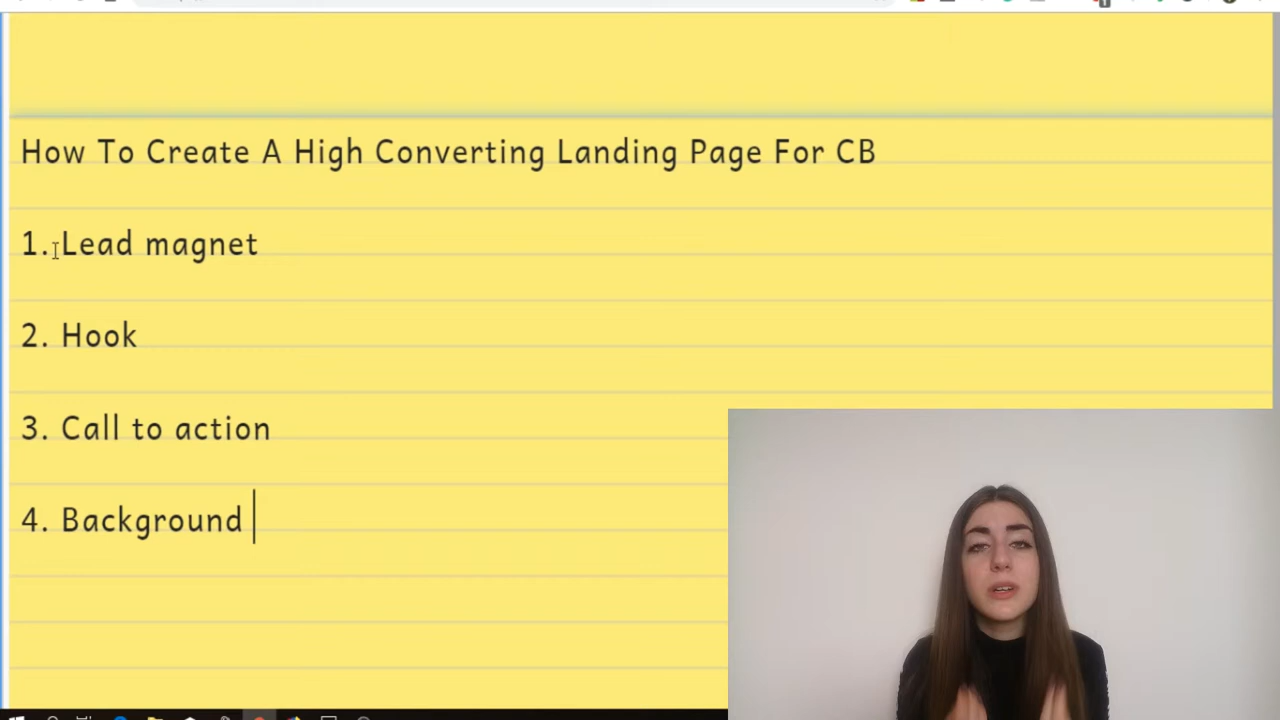 How To Create A High Converting Landing Page For CB
1. Lead magnet
2. Hook
3. Call to action
4. Background